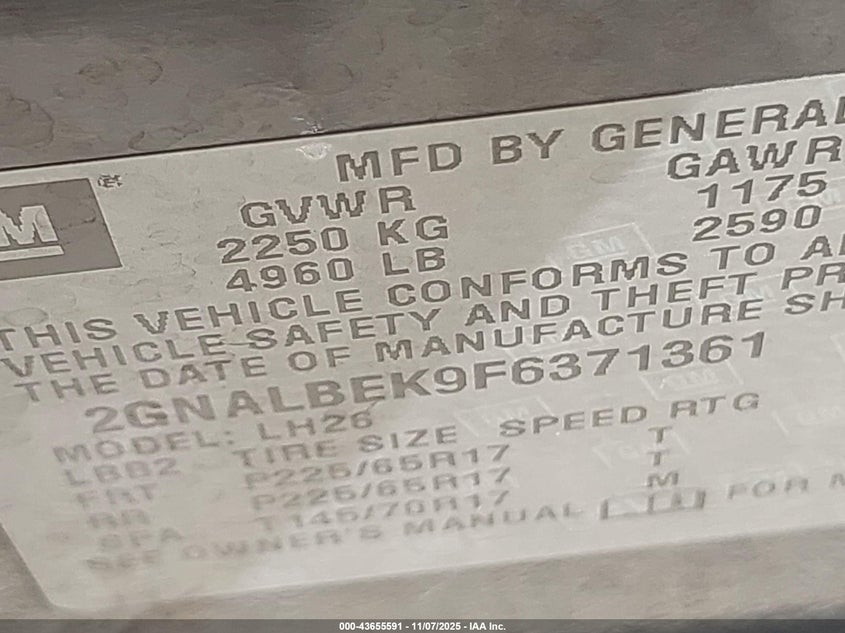 MFD BY GENERAL
GM
GVWR GAWR
2250 KG 1175
4960 LB 2590
THIS VEHICLE CONFORMS TO
VEHICLE SAFETY AND THEFT PR
THE DATE OF MANUFACTURE SH
2GNALBEK9F6371361
MODEL: LH26
LBB2 TIRE SIZE SPEED RTG
FRT P225/65R17 T
RR P225/65R17 T
SPA T145/70R17 M
SEE OWNER'S MANUAL FOR M
000-43655591 - 11/07/2025 - IAA Inc.